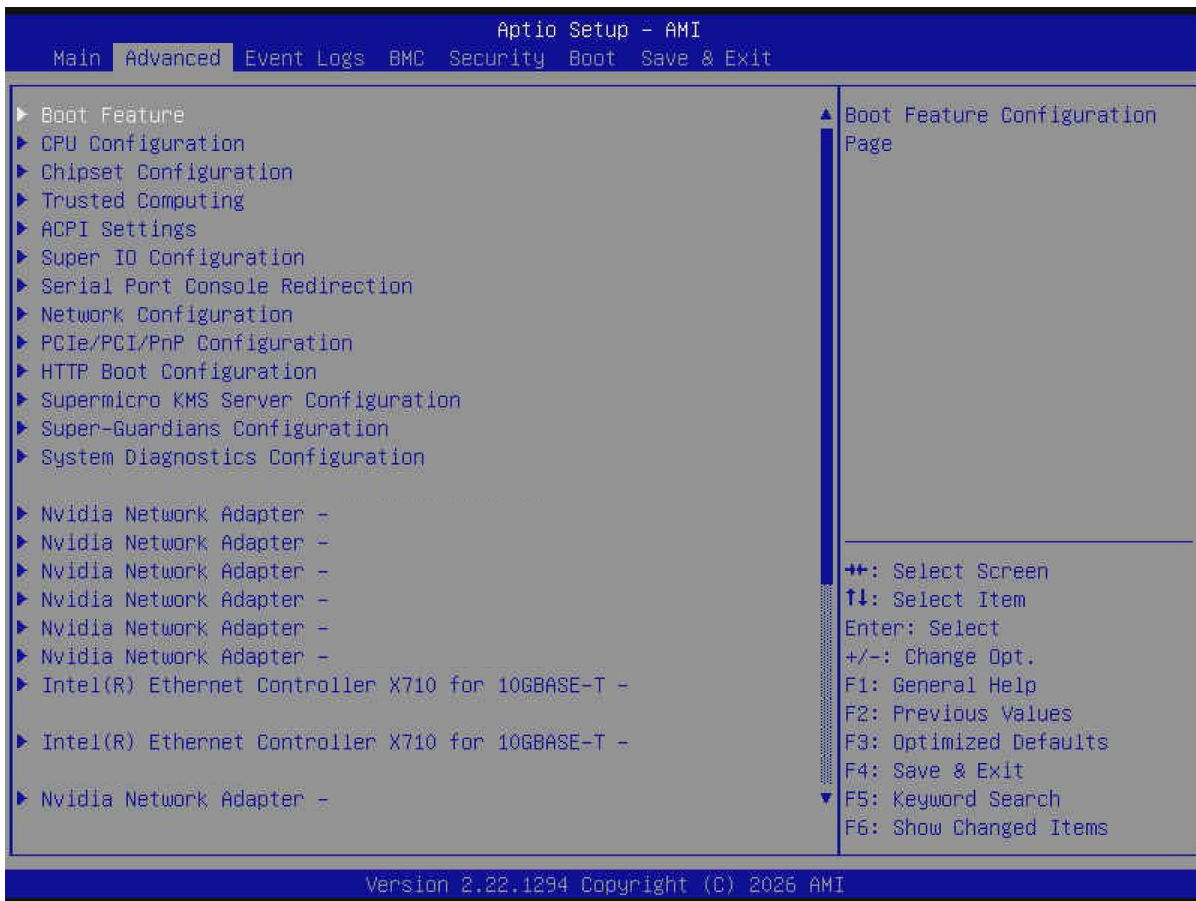 Aptio Setup – AMI
Main Advanced Event Logs BMC Security Boot Save & Exit
Boot Feature
CPU Configuration
Chipset Configuration
Trusted Computing
ACPI Settings
Super IO Configuration
Serial Port Console Redirection
Network Configuration
PCIe/PCI/PnP Configuration
HTTP Boot Configuration
Supermicro KMS Server Configuration
Super-Guardians Configuration
System Diagnostics Configuration
Nvidia Network Adapter –
Nvidia Network Adapter –
Nvidia Network Adapter –
Nvidia Network Adapter –
Nvidia Network Adapter –
Nvidia Network Adapter –
Intel(R) Ethernet Controller X710 for 10GBASE-T –
Intel(R) Ethernet Controller X710 for 10GBASE-T –
Nvidia Network Adapter –
Boot Feature Configuration
Page
→←: Select Screen
↑↓: Select Item
Enter: Select
+/-: Change Opt.
F1: General Help
F2: Previous Values
F3: Optimized Defaults
F4: Save & Exit
F5: Keyword Search
F6: Show Changed Items
Version 2.22.1294 Copyright (C) 2026 AMI